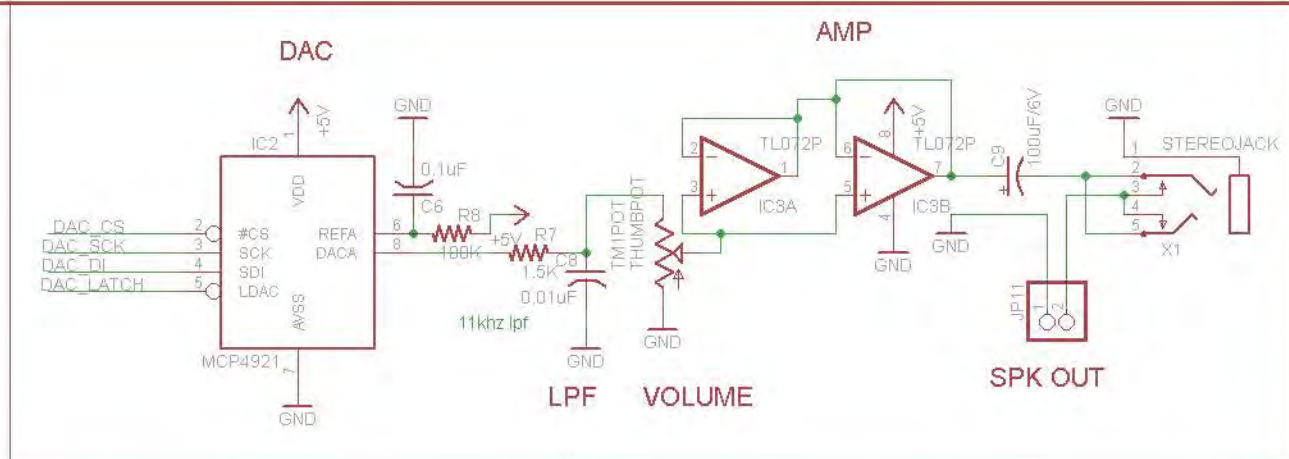 DAC
AMP
+5V
1
IC2
VDD
GND
0.1uF
C6
DAC_CS
DAC_SCK
DAC_DI
DAC_LATCH
2
3
4
5
#CS
SCK
SDI
LDAC
REFA
DACA
6
8
AVSS
MCP4921
7
GND
R8
100K
+5V
R7
1.5K
C8
0.01uF
11khz lpf
GND
LPF
TM1POT
THUMBPOT
GND
VOLUME
2
3
1
TL072P
IC3A
6
5
8
+5V
TL072P
7
IC3B
4
GND
C9
100uF/6V
GND
GND
1
2
3
4
5
STEREOJACK
X1
JP11
1
2
SPK OUT